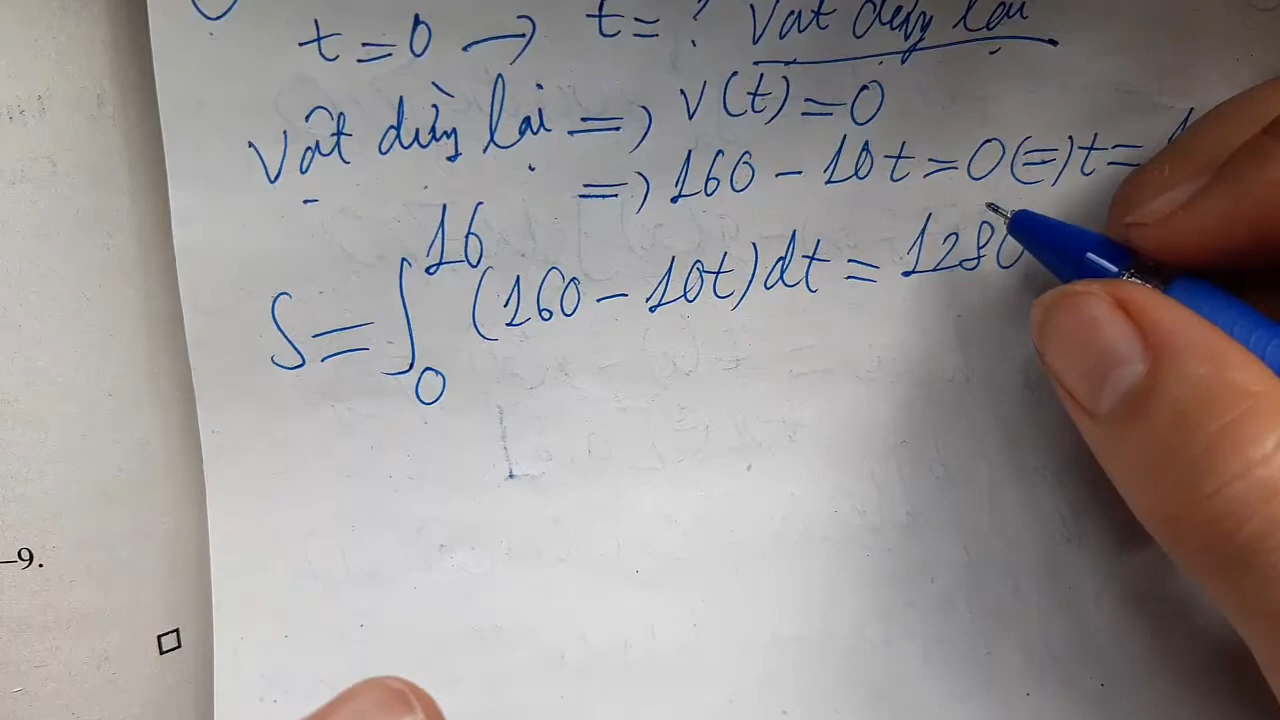 t=0 → t=? Vật dừng lại
Vật dừng lại => v(t)=0
=> 160-10t=0(=)t=
S=∫₀¹⁶(160-10t)dt=1280
-9.